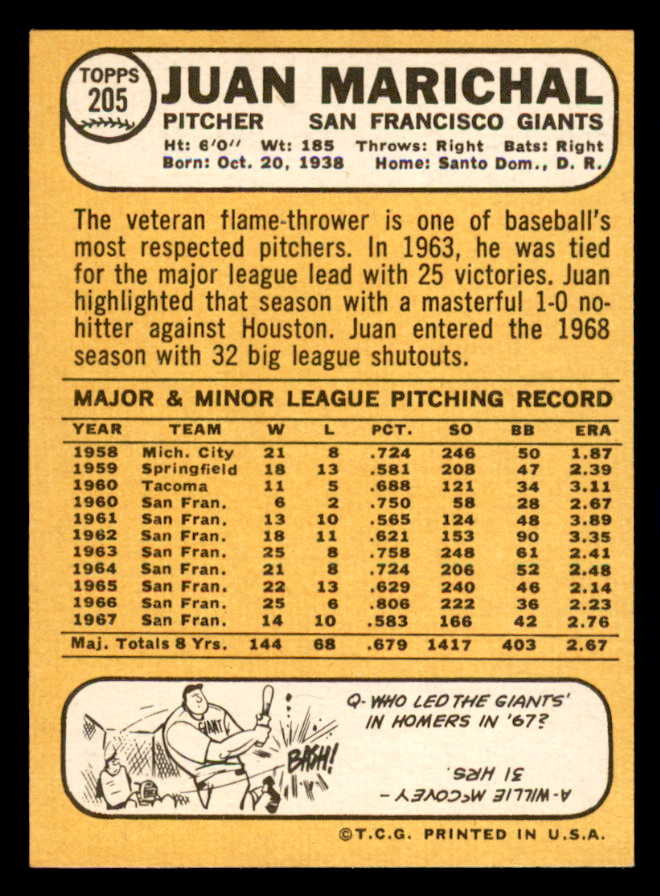 TOPPS
205
JUAN MARICHAL
PITCHER SAN FRANCISCO GIANTS
Ht: 6'0" Wt: 185 Throws: Right Bats: Right
Born: Oct. 20, 1938 Home: Santo Dom., D. R.
The veteran flame-thrower is one of baseball's
most respected pitchers. In 1963, he was tied
for the major league lead with 25 victories. Juan
highlighted that season with a masterful 1-0 no-
hitter against Houston. Juan entered the 1968
season with 32 big league shutouts.
MAJOR & MINOR LEAGUE PITCHING RECORD
YEAR TEAM W L PCT. SO BB ERA
1958 Mich. City 21 8 .724 246 50 1.87
1959 Springfield 18 13 .581 208 47 2.39
1960 Tacoma 11 5 .688 121 34 3.11
1960 San Fran. 6 2 .750 58 28 2.67
1961 San Fran. 13 10 .565 124 48 3.89
1962 San Fran. 18 11 .621 153 90 3.35
1963 San Fran. 25 8 .758 248 61 2.41
1964 San Fran. 21 8 .724 206 52 2.48
1965 San Fran. 22 13 .629 240 46 2.14
1966 San Fran. 25 6 .806 222 36 2.23
1967 San Fran. 14 10 .583 166 42 2.76
Maj. Totals 8 Yrs. 144 68 .679 1417 403 2.67
GIANT
BASH!
Q- WHO LED THE GIANTS'
IN HOMERS IN '67?
A-WILLIE McCOVEY -
31 HRS.
©T.C.G. PRINTED IN U.S.A.